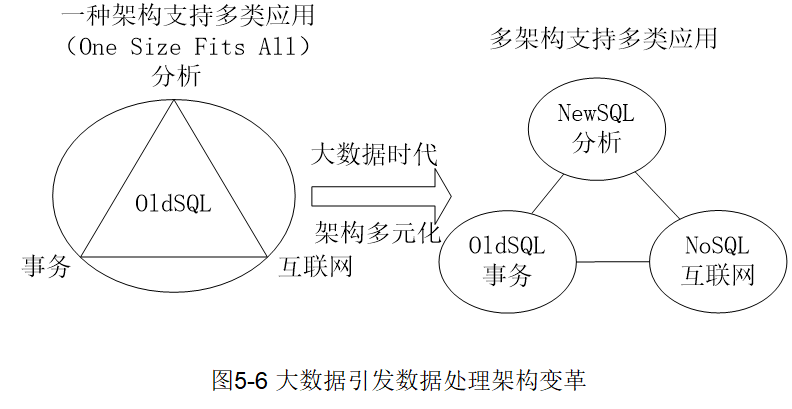 一种架构支持多类应用
（One Size Fits All）
分析
OldSQL
事务
互联网
大数据时代
架构多元化
多架构支持多类应用
NewSQL
分析
OldSQL
事务
NoSQL
互联网
图5-6 大数据引发数据处理架构变革